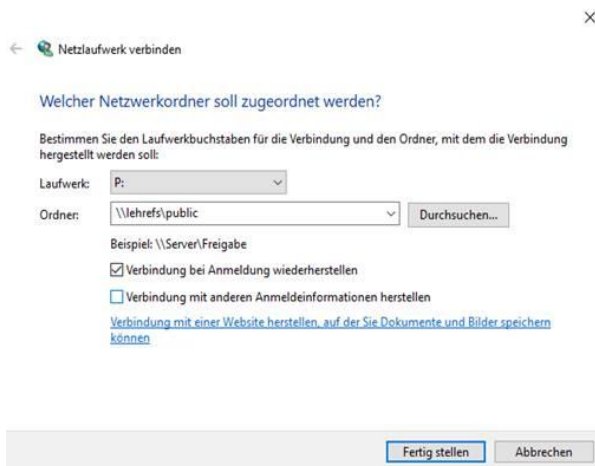 Netzlaufwerk verbinden
Welcher Netzwerkordner soll zugeordnet werden?
Bestimmen Sie den Laufwerkbuchstaben für die Verbindung und den Ordner, mit dem die Verbindung
hergestellt werden soll:
Laufwerk: P:
Ordner: \\lehrefs\public Durchsuchen...
Beispiel: \\Server\Freigabe
Verbindung bei Anmeldung wiederherstellen
Verbindung mit anderen Anmeldeinformationen herstellen
Verbindung mit einer Website herstellen, auf der Sie Dokumente und Bilder speichern
können
Fertig stellen Abbrechen